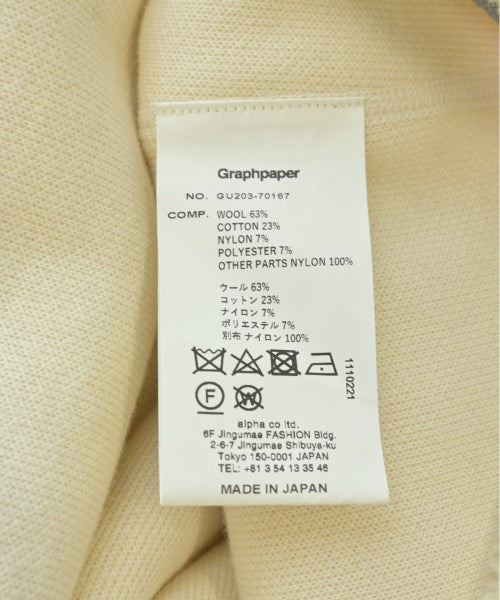 Graphpaper
NO. GU203-70167
COMP. WOOL 63%
COTTON 23%
NYLON 7%
POLYESTER 7%
OTHER PARTS NYLON 100%
ウール 63%
コットン 23%
ナイロン 7%
ポリエステル 7%
別布 ナイロン 100%
1110221
F
W
alpha co ltd.
6F Jingumae FASHION Bldg.
2-6-7 Jingumae Shibuya-ku
Tokyo 150-0001 JAPAN
TEL: +81 3 54 13 35 46
MADE IN JAPAN